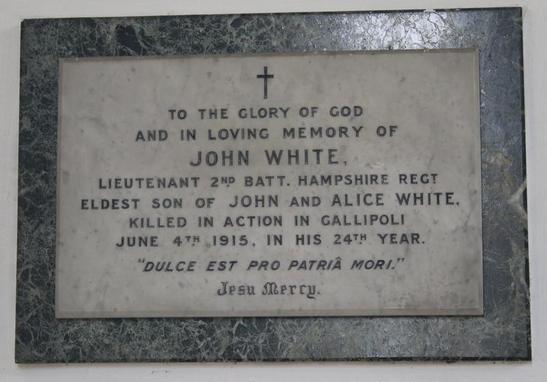 TO THE GLORY OF GOD
AND IN LOVING MEMORY OF
JOHN WHITE,
LIEUTENANT 2ND BATT. HAMPSHIRE REGT
ELDEST SON OF JOHN AND ALICE WHITE,
KILLED IN ACTION IN GALLIPOLI
JUNE 4TH 1915, IN HIS 24TH YEAR.
"DULCE EST PRO PATRIÂ MORI."
Jesu Mercy.